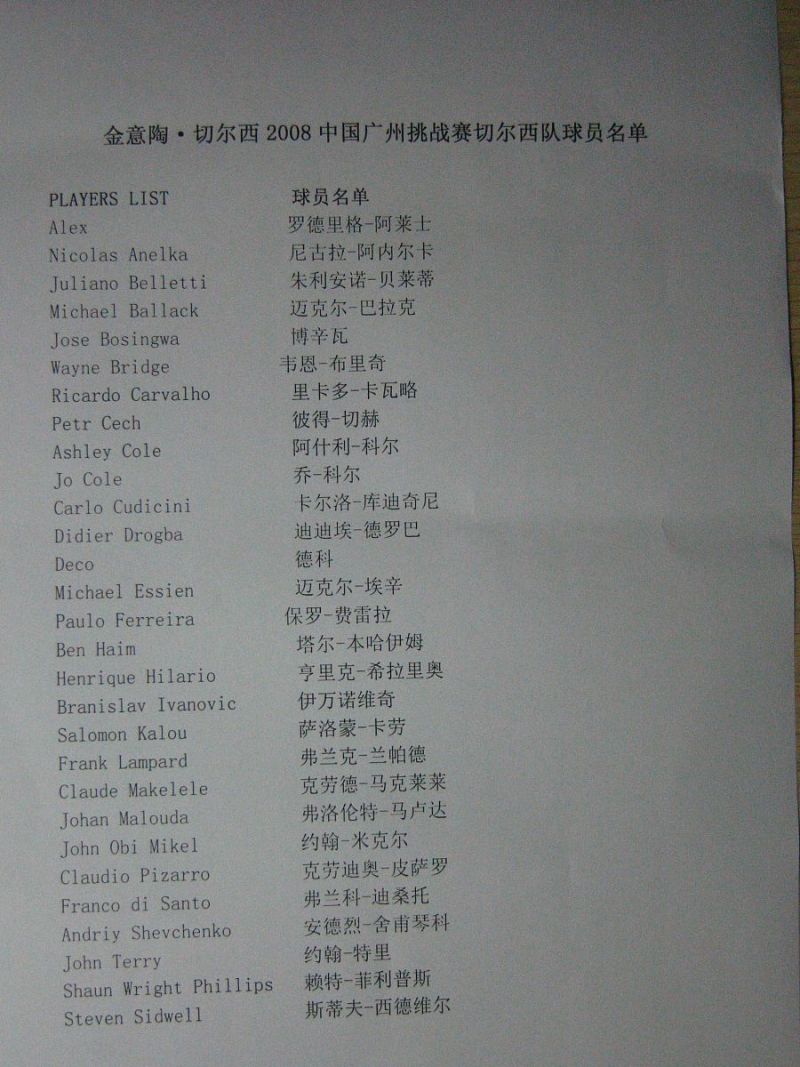 金意陶·切尔西 2008 中国广州挑战赛切尔西队球员名单
PLAYERS LIST 球员名单
Alex 罗德里格-阿莱士
Nicolas Anelka 尼古拉-阿内尔卡
Juliano Belletti 朱利安诺-贝莱蒂
Michael Ballack 迈克尔-巴拉克
Jose Bosingwa 博辛瓦
Wayne Bridge 韦恩-布里奇
Ricardo Carvalho 里卡多-卡瓦略
Petr Cech 彼得-切赫
Ashley Cole 阿什利-科尔
Jo Cole 乔-科尔
Carlo Cudicini 卡尔洛-库迪奇尼
Didier Drogba 迪迪埃-德罗巴
Deco 德科
Michael Essien 迈克尔-埃辛
Paulo Ferreira 保罗-费雷拉
Ben Haim 塔尔-本哈伊姆
Henrique Hilario 亨里克-希拉里奥
Branislav Ivanovic 伊万诺维奇
Salomon Kalou 萨洛蒙-卡劳
Frank Lampard 弗兰克-兰帕德
Claude Makelele 克劳德-马克莱莱
Johan Malouda 弗洛伦特-马卢达
John Obi Mikel 约翰-米克尔
Claudio Pizarro 克劳迪奥-皮萨罗
Franco di Santo 弗兰科-迪桑托
Andriy Shevchenko 安德烈-舍甫琴科
John Terry 约翰-特里
Shaun Wright Phillips 赖特-菲利普斯
Steven Sidwell 斯蒂夫-西德维尔